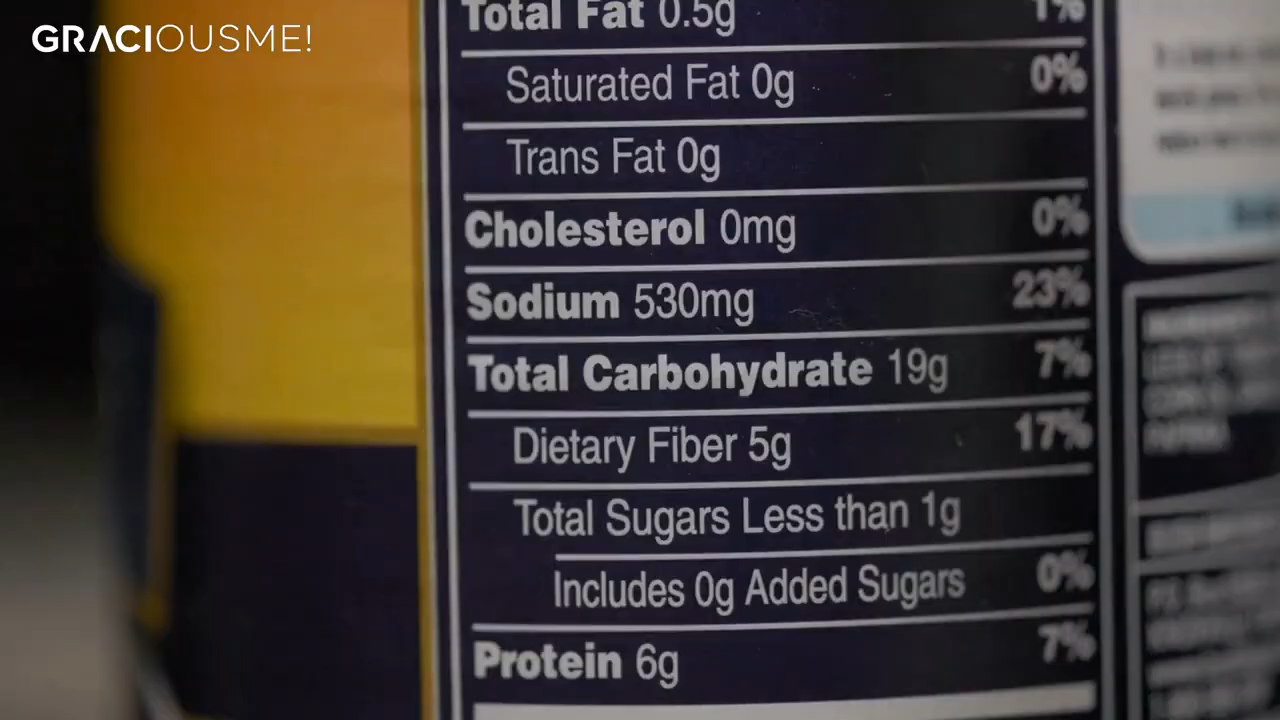 GRACIOUSME!
Total Fat 0.5g 1%
Saturated Fat 0g 0%
Trans Fat 0g
Cholesterol 0mg 0%
Sodium 530mg 23%
Total Carbohydrate 19g 7%
Dietary Fiber 5g 17%
Total Sugars Less than 1g
Includes 0g Added Sugars 0%
Protein 6g 7%